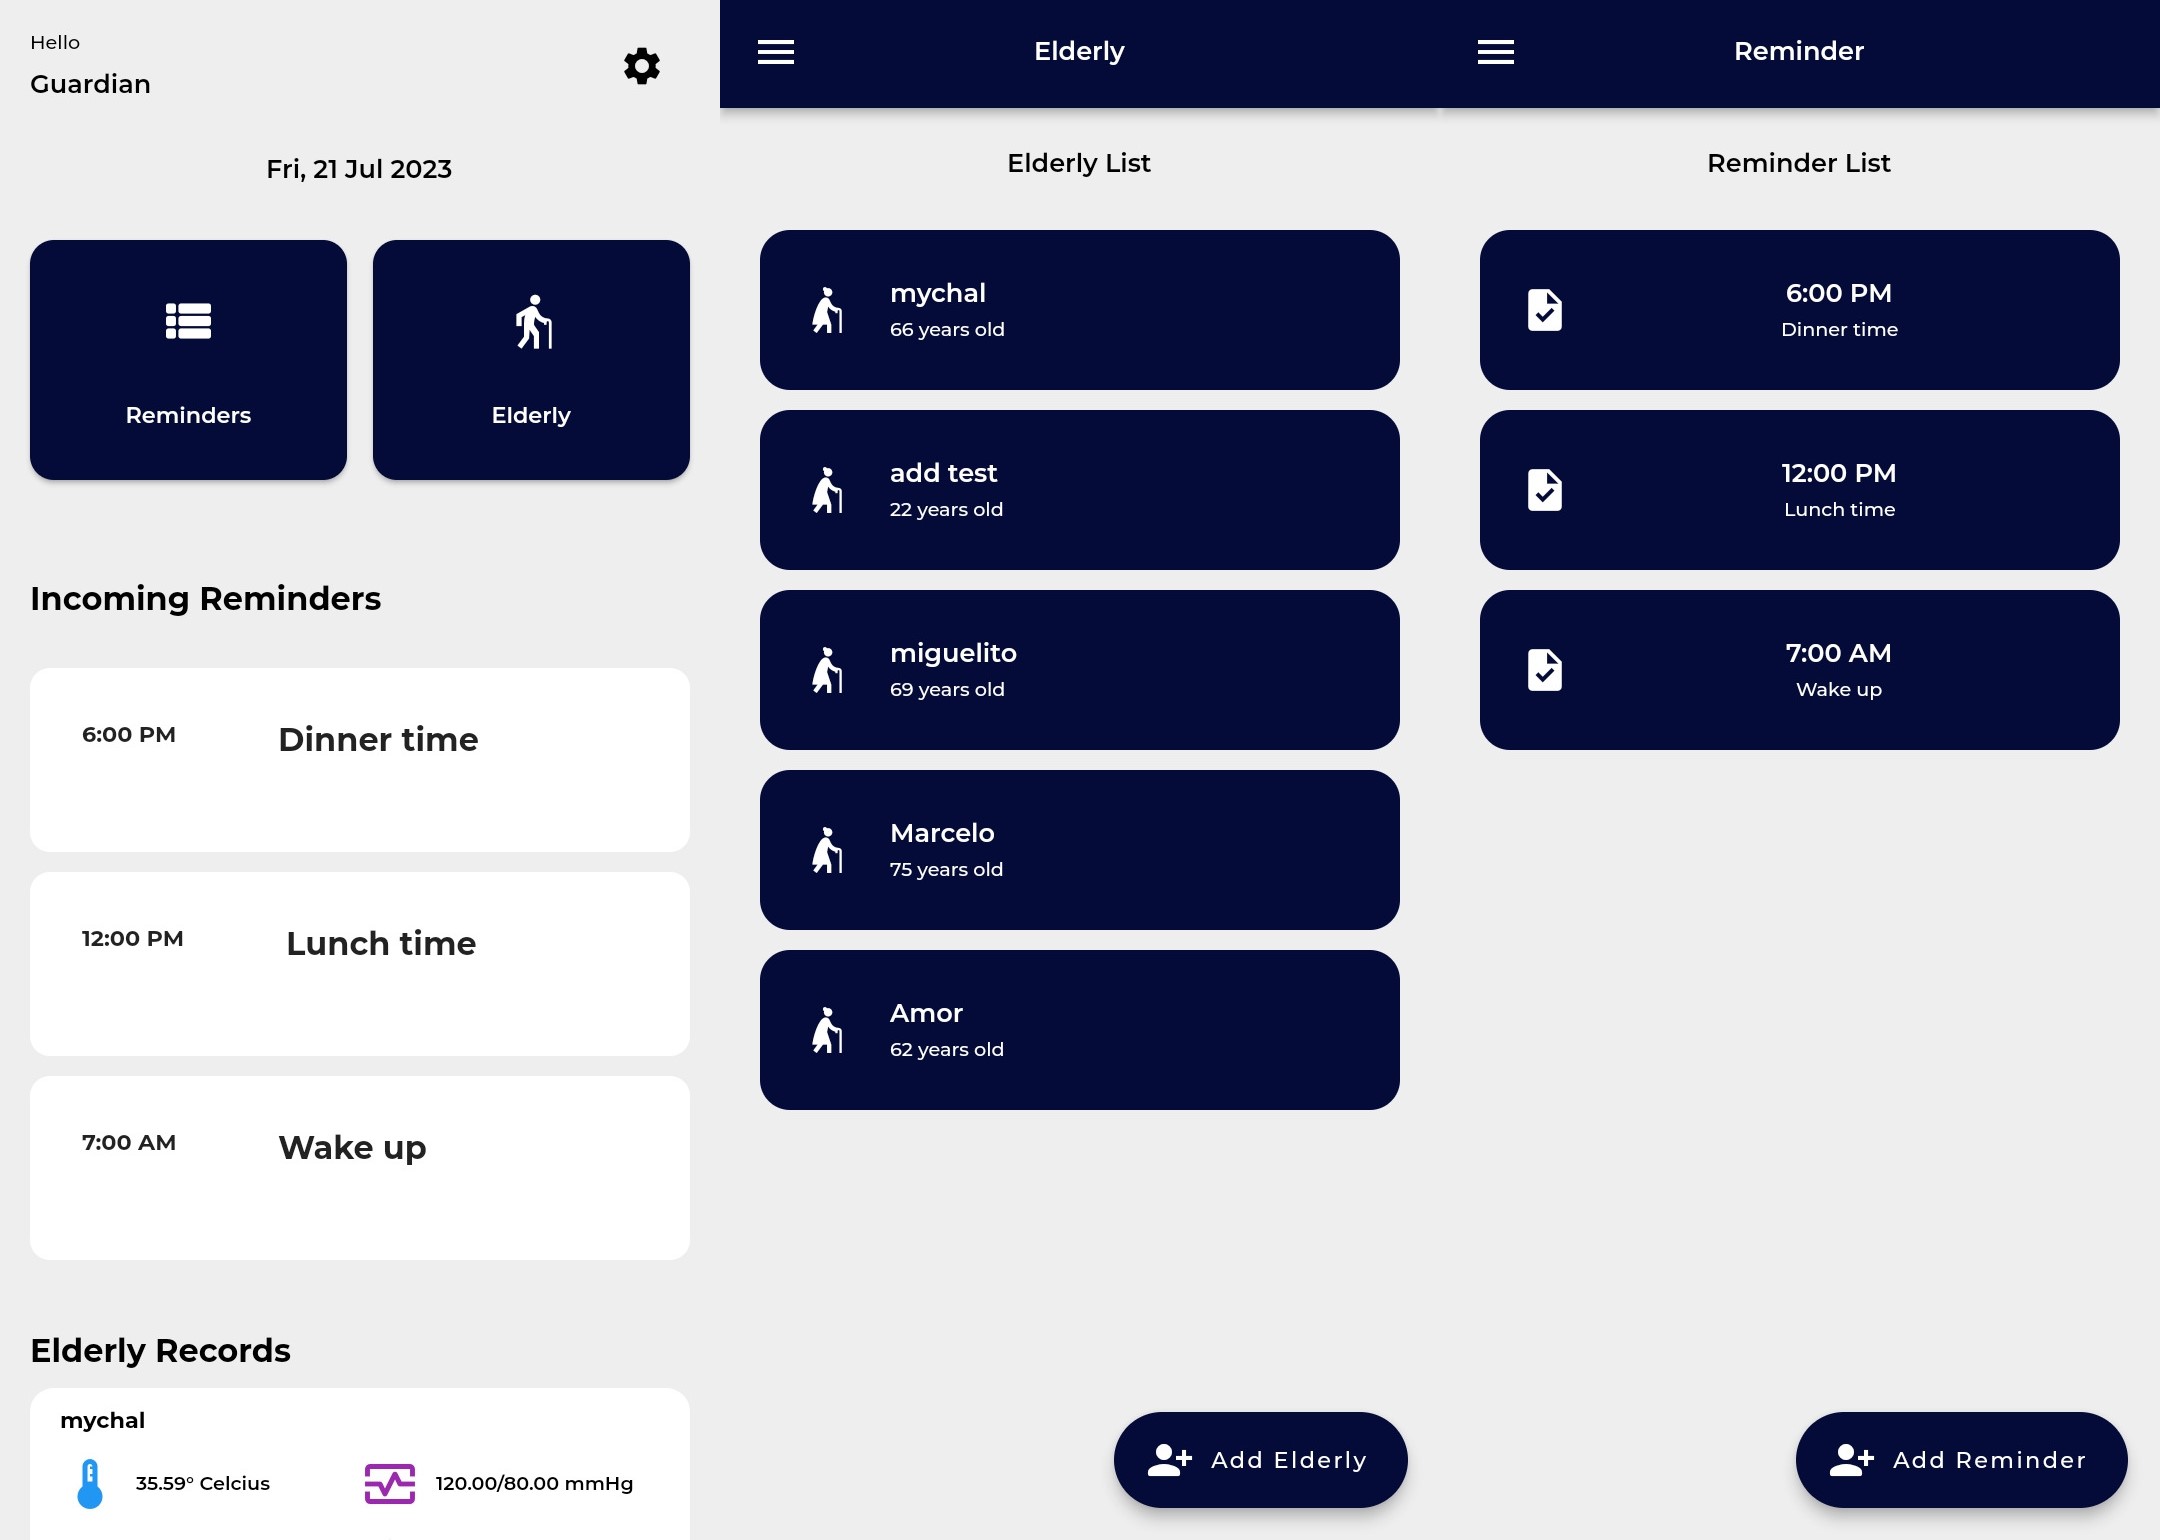 Hello
Guardian
Fri, 21 Jul 2023
Reminders
Elderly
Incoming Reminders
6:00 PM
Dinner time
12:00 PM
Lunch time
7:00 AM
Wake up
Elderly Records
mychal
35.59° Celcius
120.00/80.00 mmHg
Elderly
Elderly List
mychal
66 years old
add test
22 years old
miguelito
69 years old
Marcelo
75 years old
Amor
62 years old
Add Elderly
Reminder
Reminder List
6:00 PM
Dinner time
12:00 PM
Lunch time
7:00 AM
Wake up
Add Reminder